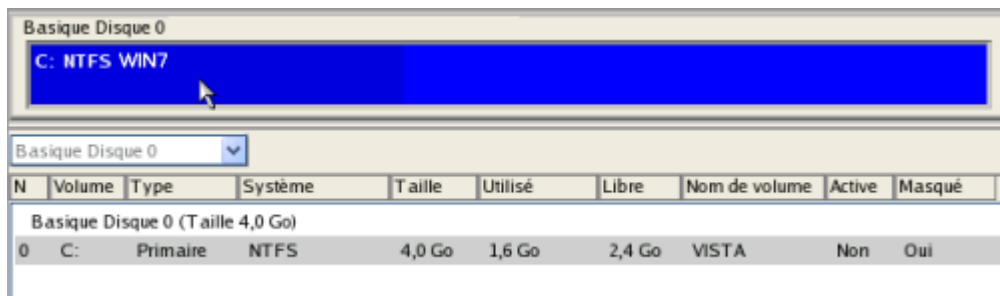 Basique Disque 0
C: NTFS WIN7
Basique Disque 0
N Volume Type Système Taille Utilisé Libre Nom de volume Active Masqué
Basique Disque 0 (Taille 4,0 Go)
0 C: Primaire NTFS 4,0 Go 1,6 Go 2,4 Go VISTA Non Oui